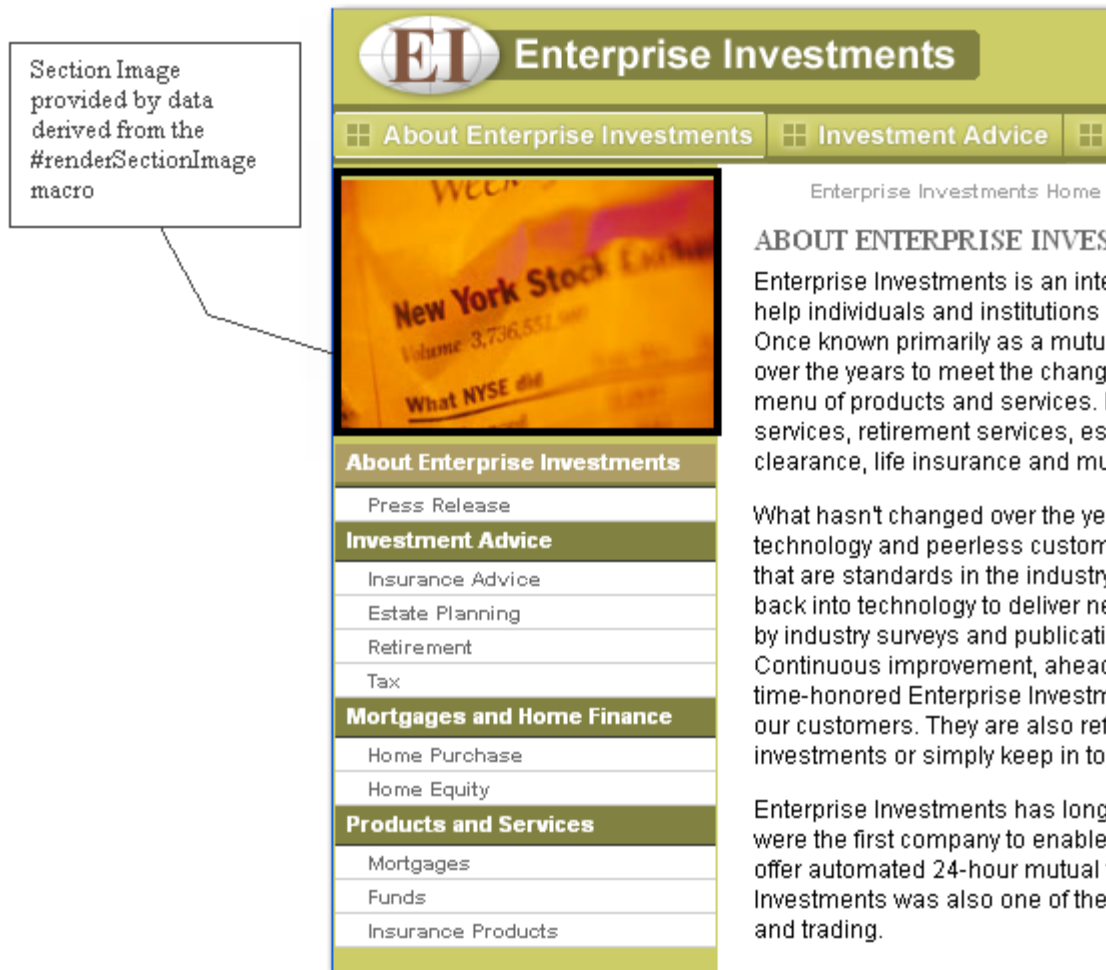 Section Image
provided by data
derived from the
#renderSectionImage
macro
EI Enterprise Investments
About Enterprise Investments
Investment Advice
New York Stock
Volume 3,736,551
What NYSE did
About Enterprise Investments
Press Release
Investment Advice
Insurance Advice
Estate Planning
Retirement
Tax
Mortgages and Home Finance
Home Purchase
Home Equity
Products and Services
Mortgages
Funds
Insurance Products
Enterprise Investments Home
ABOUT ENTERPRISE INVES
Enterprise Investments is an inte
help individuals and institutions
Once known primarily as a mutu
over the years to meet the chang
menu of products and services.
services, retirement services, es
clearance, life insurance and mu
What hasn't changed over the ye
technology and peerless custom
that are standards in the industry
back into technology to deliver ne
by industry surveys and publicati
Continuous improvement, ahead
time-honored Enterprise Investm
our customers. They are also ref
investments or simply keep in to
Enterprise Investments has long
were the first company to enable
offer automated 24-hour mutual
Investments was also one of the
and trading.